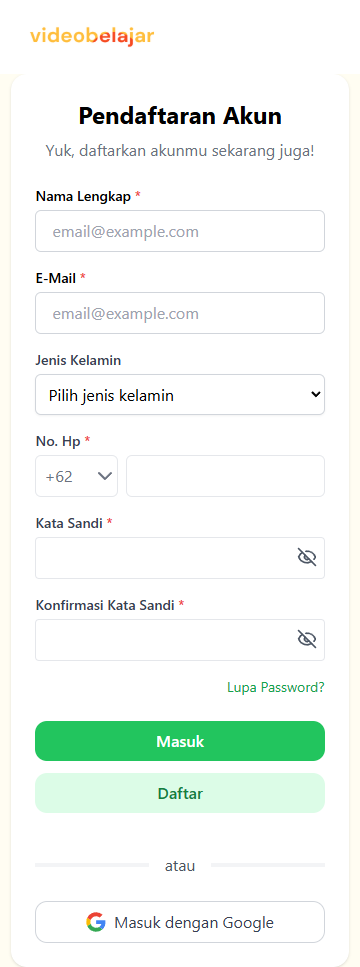 videobelajar
Pendaftaran Akun
Yuk, daftarkan akunmu sekarang juga!
Nama Lengkap *
email@example.com
E-Mail *
email@example.com
Jenis Kelamin
Pilih jenis kelamin
No. Hp *
+62
Kata Sandi *
Konfirmasi Kata Sandi *
Lupa Password?
Masuk
Daftar
atau
Masuk dengan Google